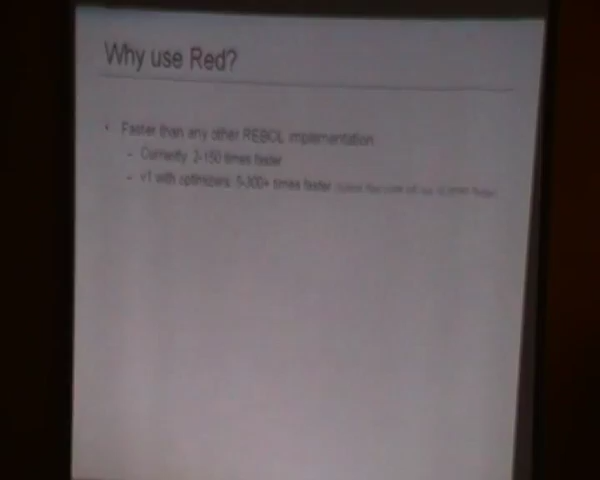 Why use Red?
• Faster than any other REBOL implementation
– Currently: 2-150 times faster
– v1 with optimizers: 0-300+ times faster